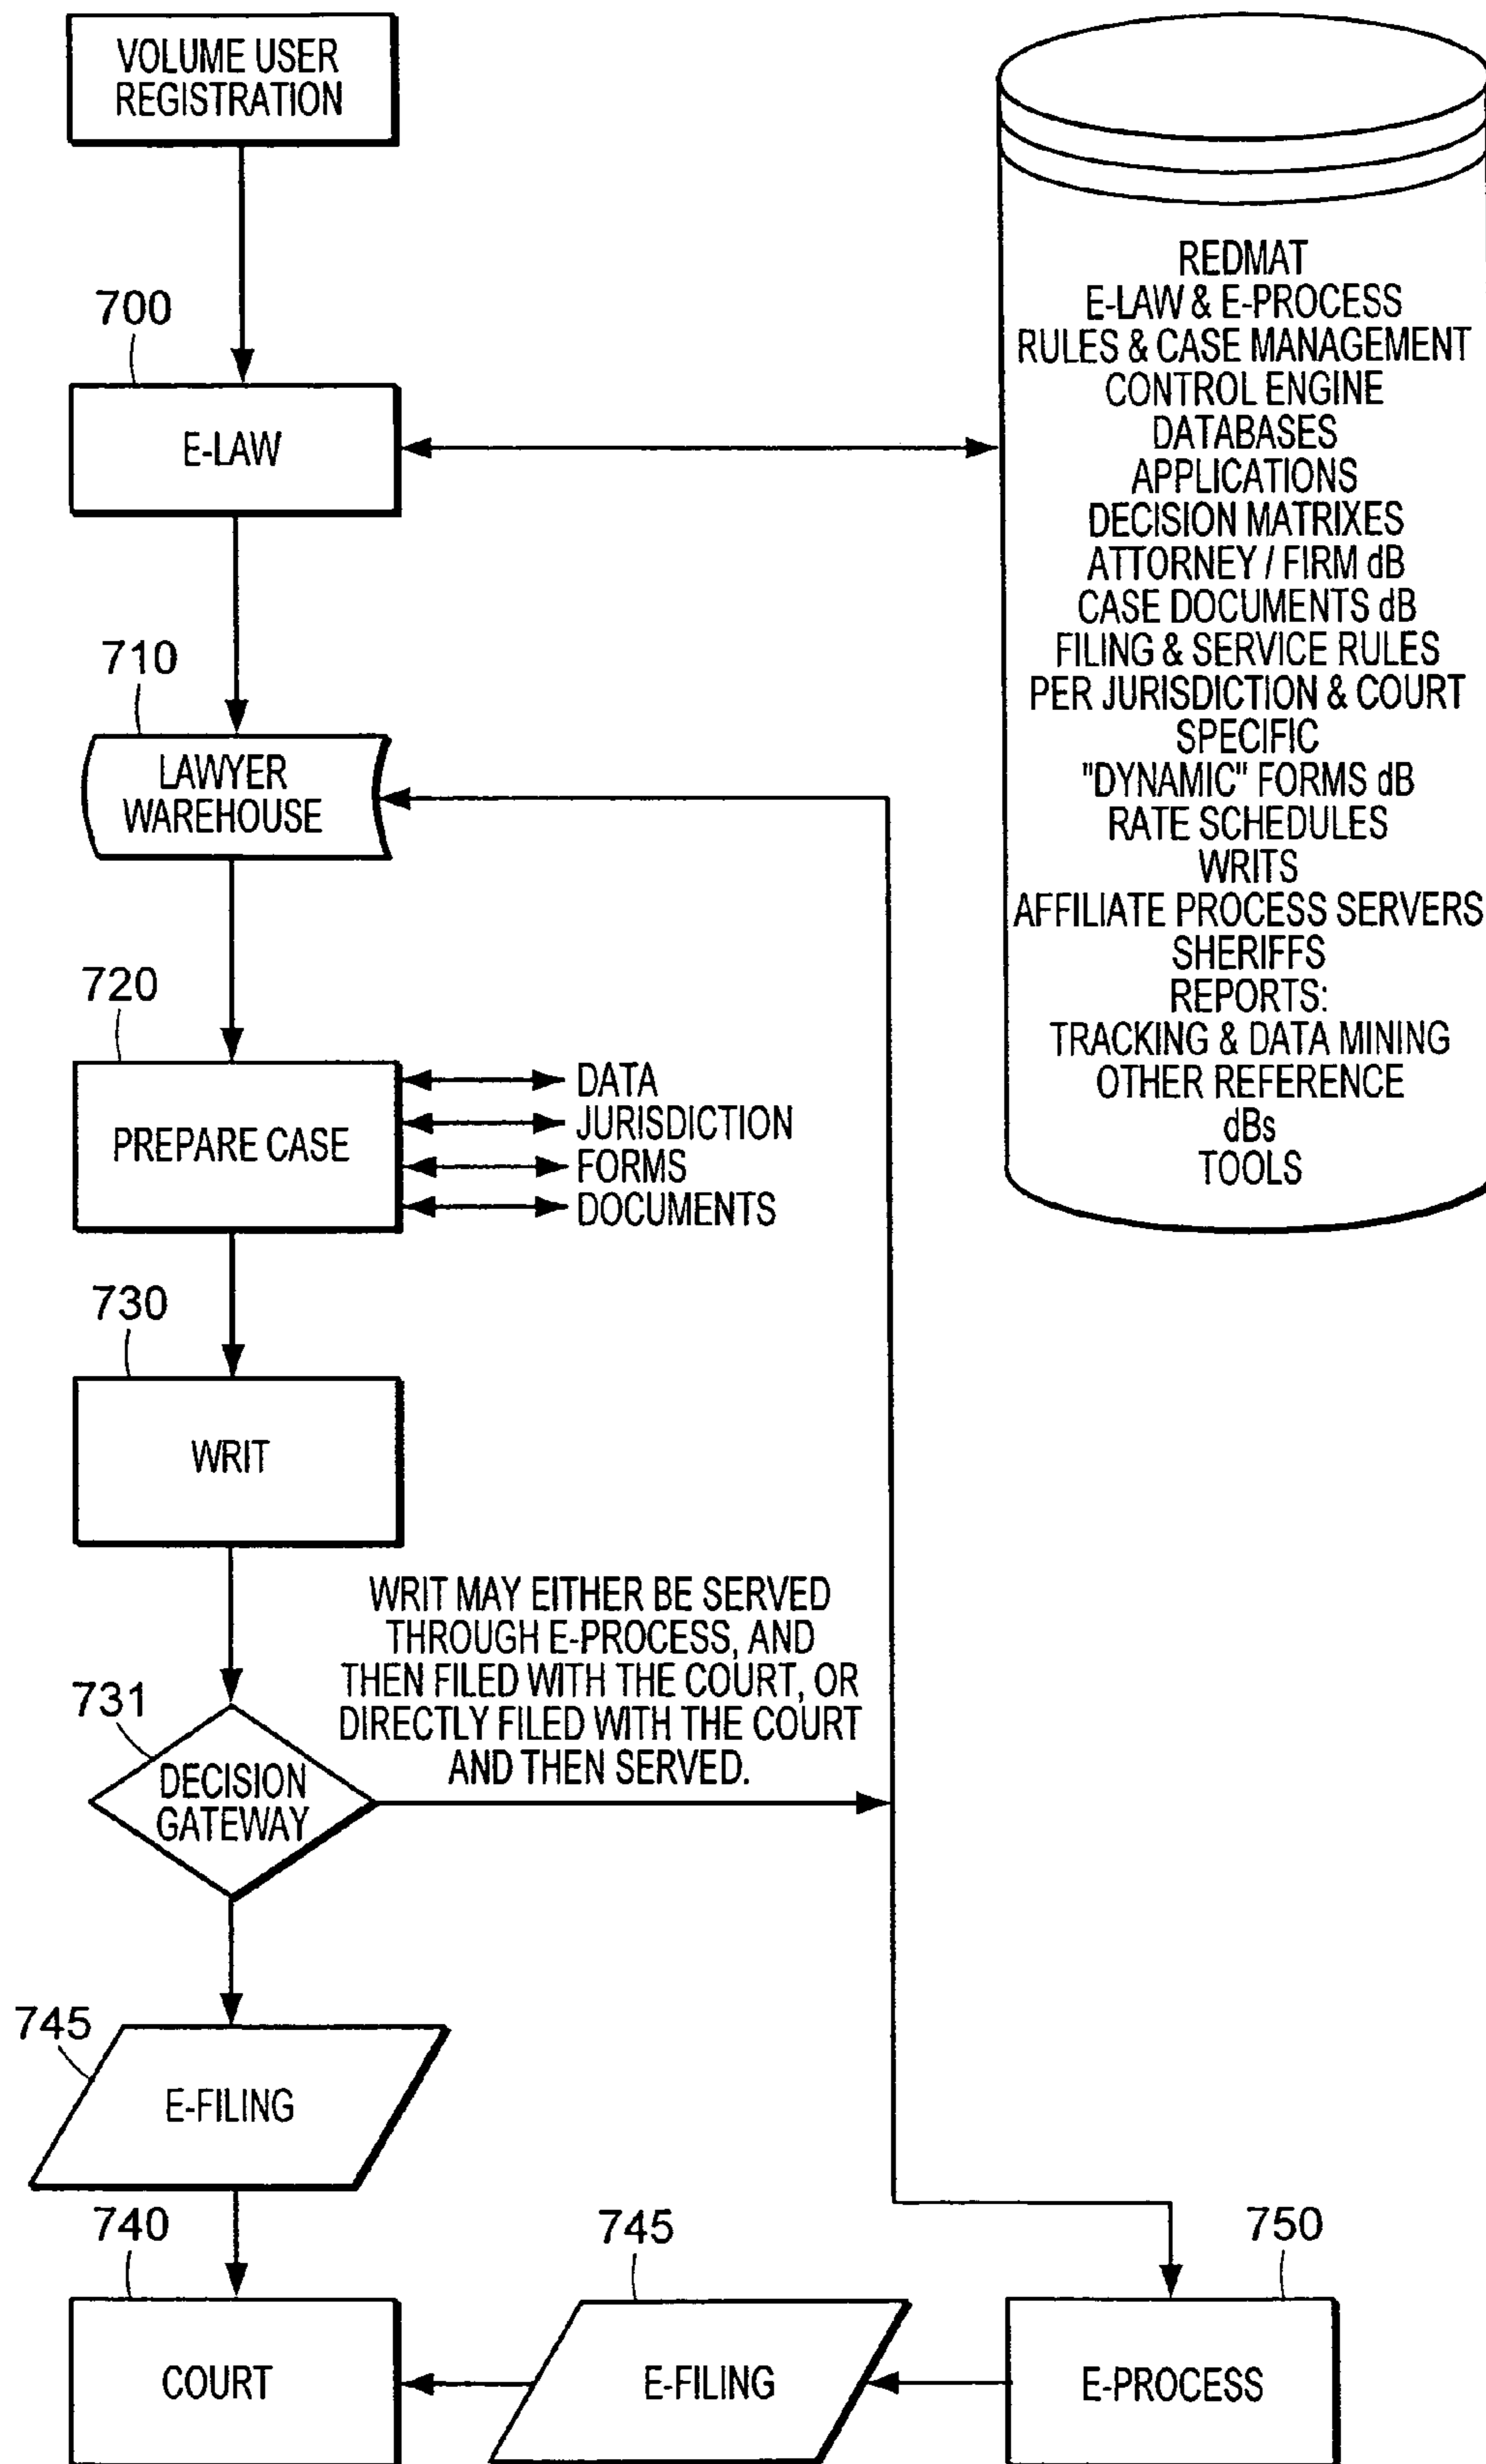 VOLUME USER
REGISTRATION
700
E-LAW
710
LAWYER
WAREHOUSE
720
PREPARE CASE
DATA
JURISDICTION
FORMS
DOCUMENTS
730
WRIT
WRIT MAY EITHER BE SERVED
THROUGH E-PROCESS, AND
THEN FILED WITH THE COURT, OR
DIRECTLY FILED WITH THE COURT
AND THEN SERVED.
731
DECISION
GATEWAY
745
E-FILING
740
COURT
745
E-FILING
750
E-PROCESS
REDMAT
E-LAW & E-PROCESS
RULES & CASE MANAGEMENT
CONTROL ENGINE
DATABASES
APPLICATIONS
DECISION MATRIXES
ATTORNEY / FIRM dB
CASE DOCUMENTS dB
FILING & SERVICE RULES
PER JURISDICTION & COURT
SPECIFIC
"DYNAMIC" FORMS dB
RATE SCHEDULES
WRITS
AFFILIATE PROCESS SERVERS
SHERIFFS
REPORTS:
TRACKING & DATA MINING
OTHER REFERENCE
dBs
TOOLS